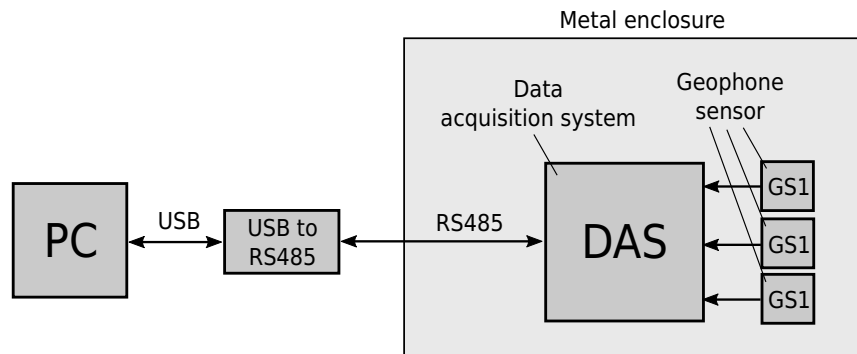 Metal enclosure
Data
acquisition system
Geophone
sensor
PC
USB
USB to
RS485
RS485
DAS
GS1
GS1
GS1